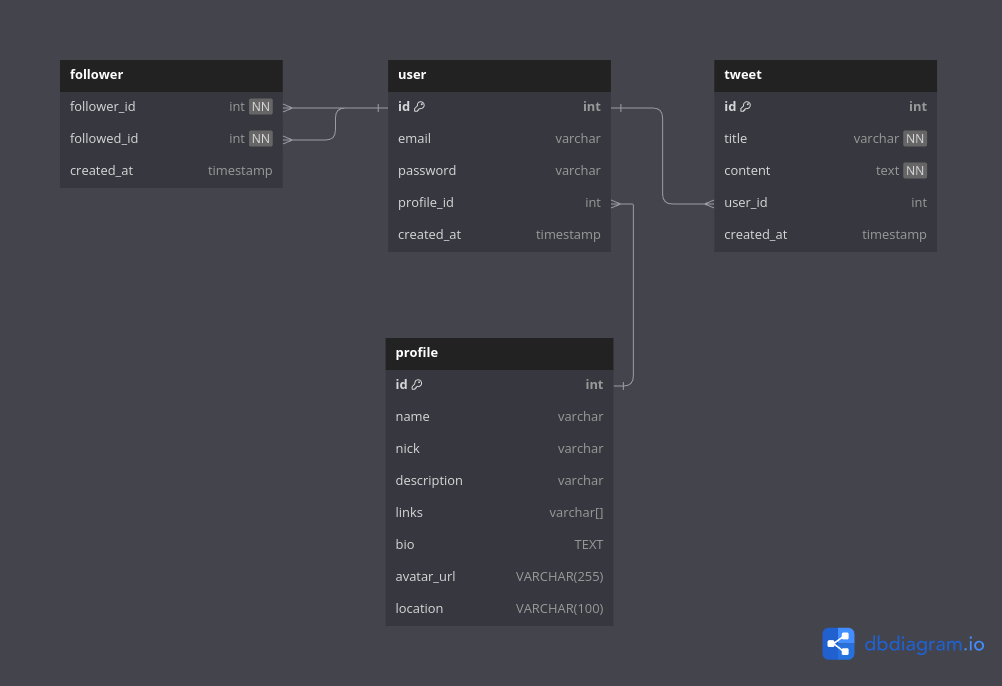 follower
follower_id int NN
followed_id int NN
created_at timestamp
user
id int
email varchar
password varchar
profile_id int
created_at timestamp
tweet
id int
title varchar NN
content text NN
user_id int
created_at timestamp
profile
id int
name varchar
nick varchar
description varchar
links varchar[]
bio TEXT
avatar_url VARCHAR(255)
location VARCHAR(100)
dbdiagram.io